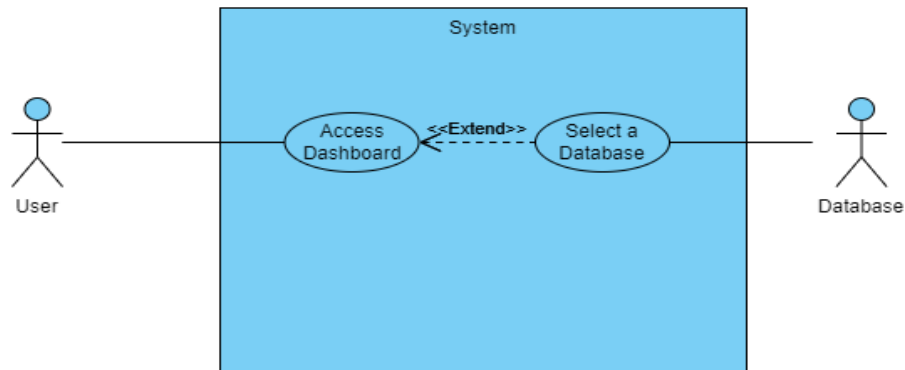 System
Access
Dashboard
<<Extend>>
Select a
Database
User
Database